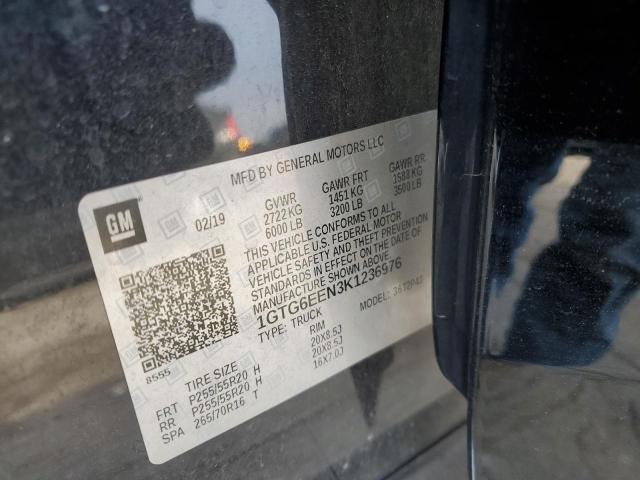 GM
MFD BY GENERAL MOTORS LLC
02/19
GVWR GAWR FRT GAWR RR
2722 KG 1451 KG 1588 KG
6000 LB 3200 LB 3500 LB
THIS VEHICLE CONFORMS TO ALL
APPLICABLE U.S. FEDERAL MOTOR
VEHICLE SAFETY AND THEFT PREVENTION
STANDARDS IN EFFECT ON THE DATE OF
MANUFACTURE SHOWN ABOVE.
1GTG6EEN3K1236976
TYPE: TRUCK MODEL:
8555
TIRE SIZE RIM
FRT P255/55R20 H 20X8.5J
RR P255/55R20 H 20X8.5J
SPA 265/70R16 T 16X7.0J